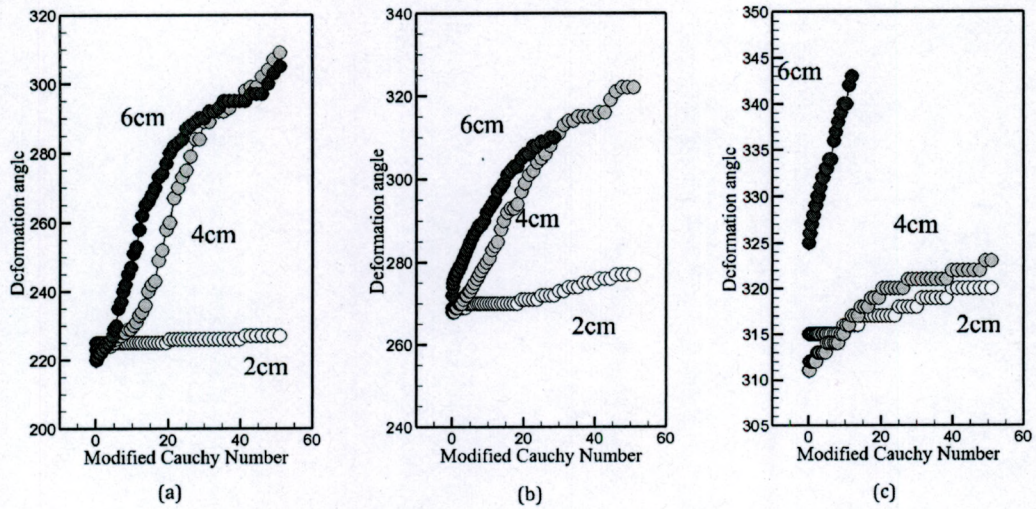 320
300
280
260
240
220
200
Deformation angle
6cm
4cm
2cm
0
20
40
60
Modified Cauchy Number
(a)
340
320
300
280
260
240
Deformation angle
6cm
4cm
2cm
0
20
40
60
Modified Cauchy Number
(b)
350
345
340
335
330
325
320
315
310
305
Deformation angle
6cm
4cm
2cm
0
20
40
60
Modified Cauchy Number
(c)